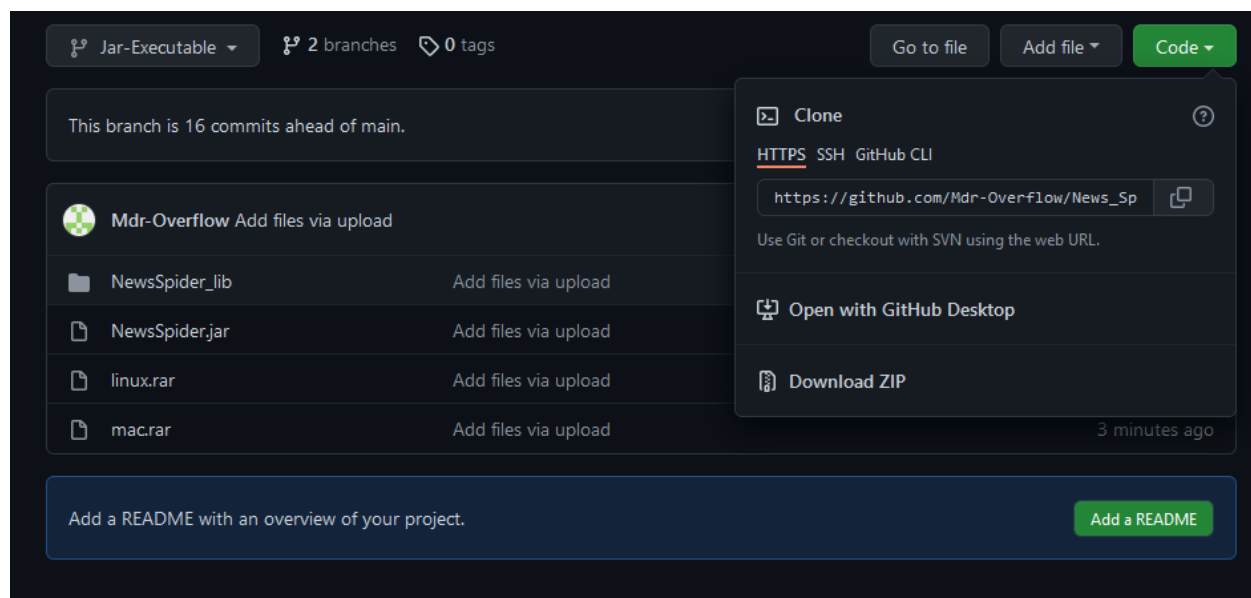 Jar-Executable 2 branches 0 tags Go to file Add file Code
This branch is 16 commits ahead of main.
Clone
HTTPS SSH GitHub CLI
https://github.com/Mdr-Overflow/News_Sp
Use Git or checkout with SVN using the web URL.
Open with GitHub Desktop
Download ZIP
Mdr-Overflow Add files via upload
NewsSpider_lib Add files via upload
NewsSpider.jar Add files via upload
linux.rar Add files via upload
mac.rar Add files via upload 3 minutes ago
Add a README with an overview of your project. Add a README